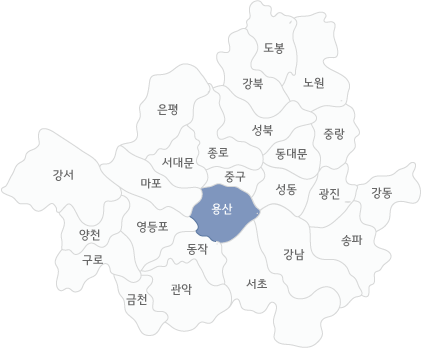 도봉
강북
노원
은평
성북
중랑
서대문
종로
동대문
강서
마포
중구
성동
광진
강동
용산
양천
영등포
동작
송파
구로
강남
금천
관악
서초